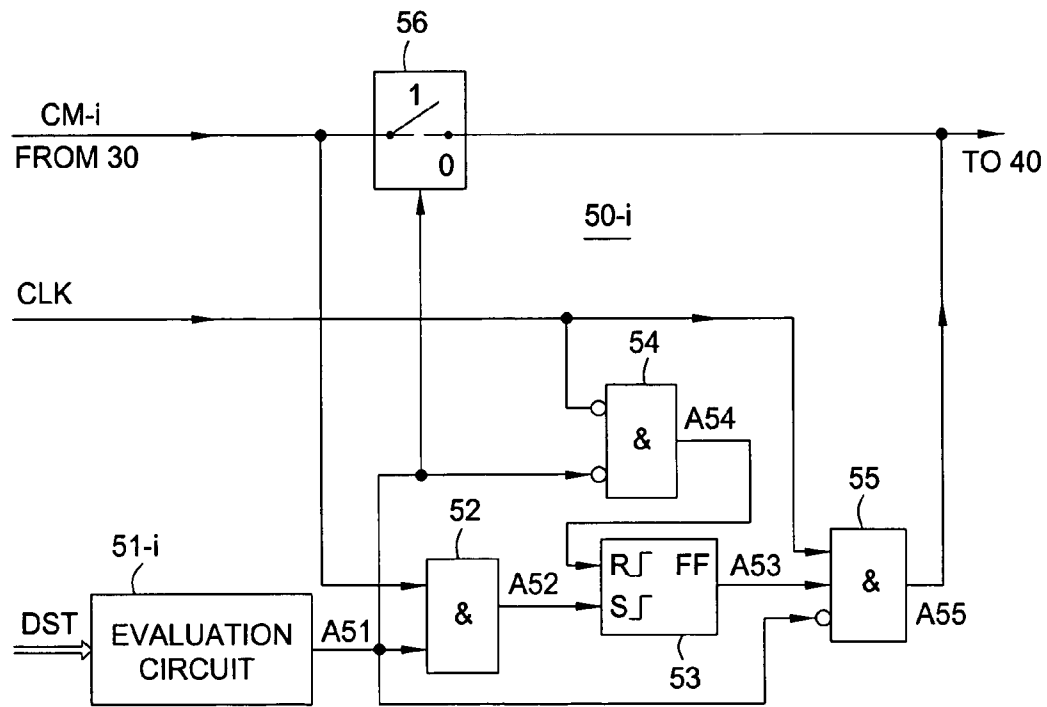 56
CM-i
1
FROM 30
0
TO 40
50-i
CLK
54
A54
&
55
52
51-i
R FF
A53
A52
&
DST
EVALUATION
CIRCUIT
A51
&
S
A55
53